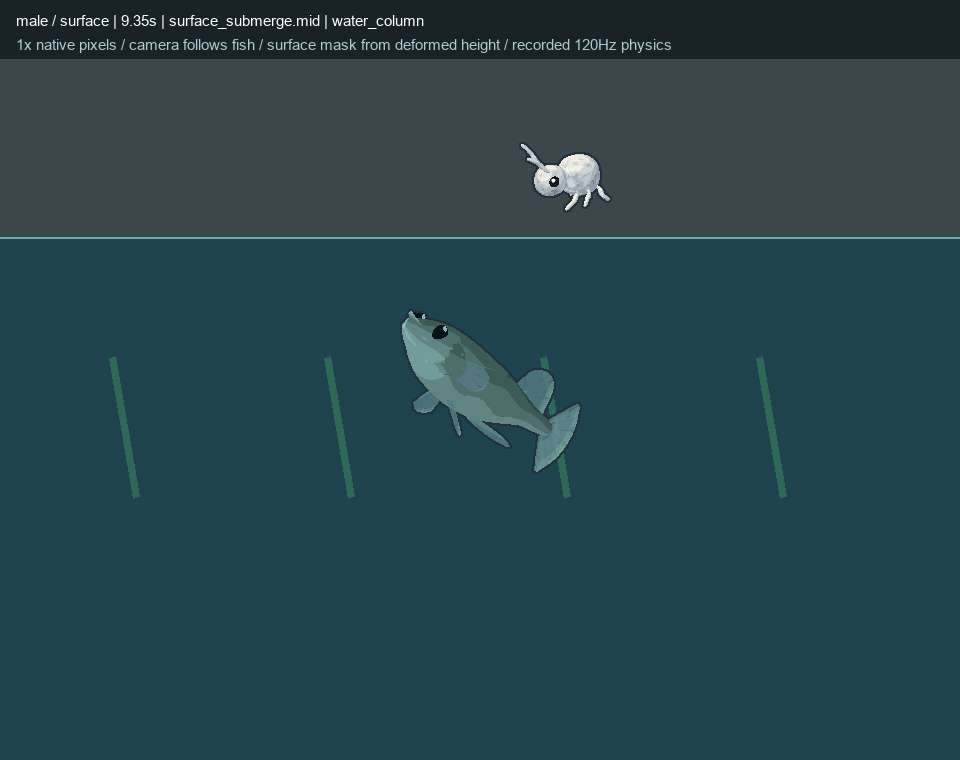 male / surface | 9.35s | surface_submerge.mid | water_column
1x native pixels / camera follows fish / surface mask from deformed height / recorded 120Hz physics